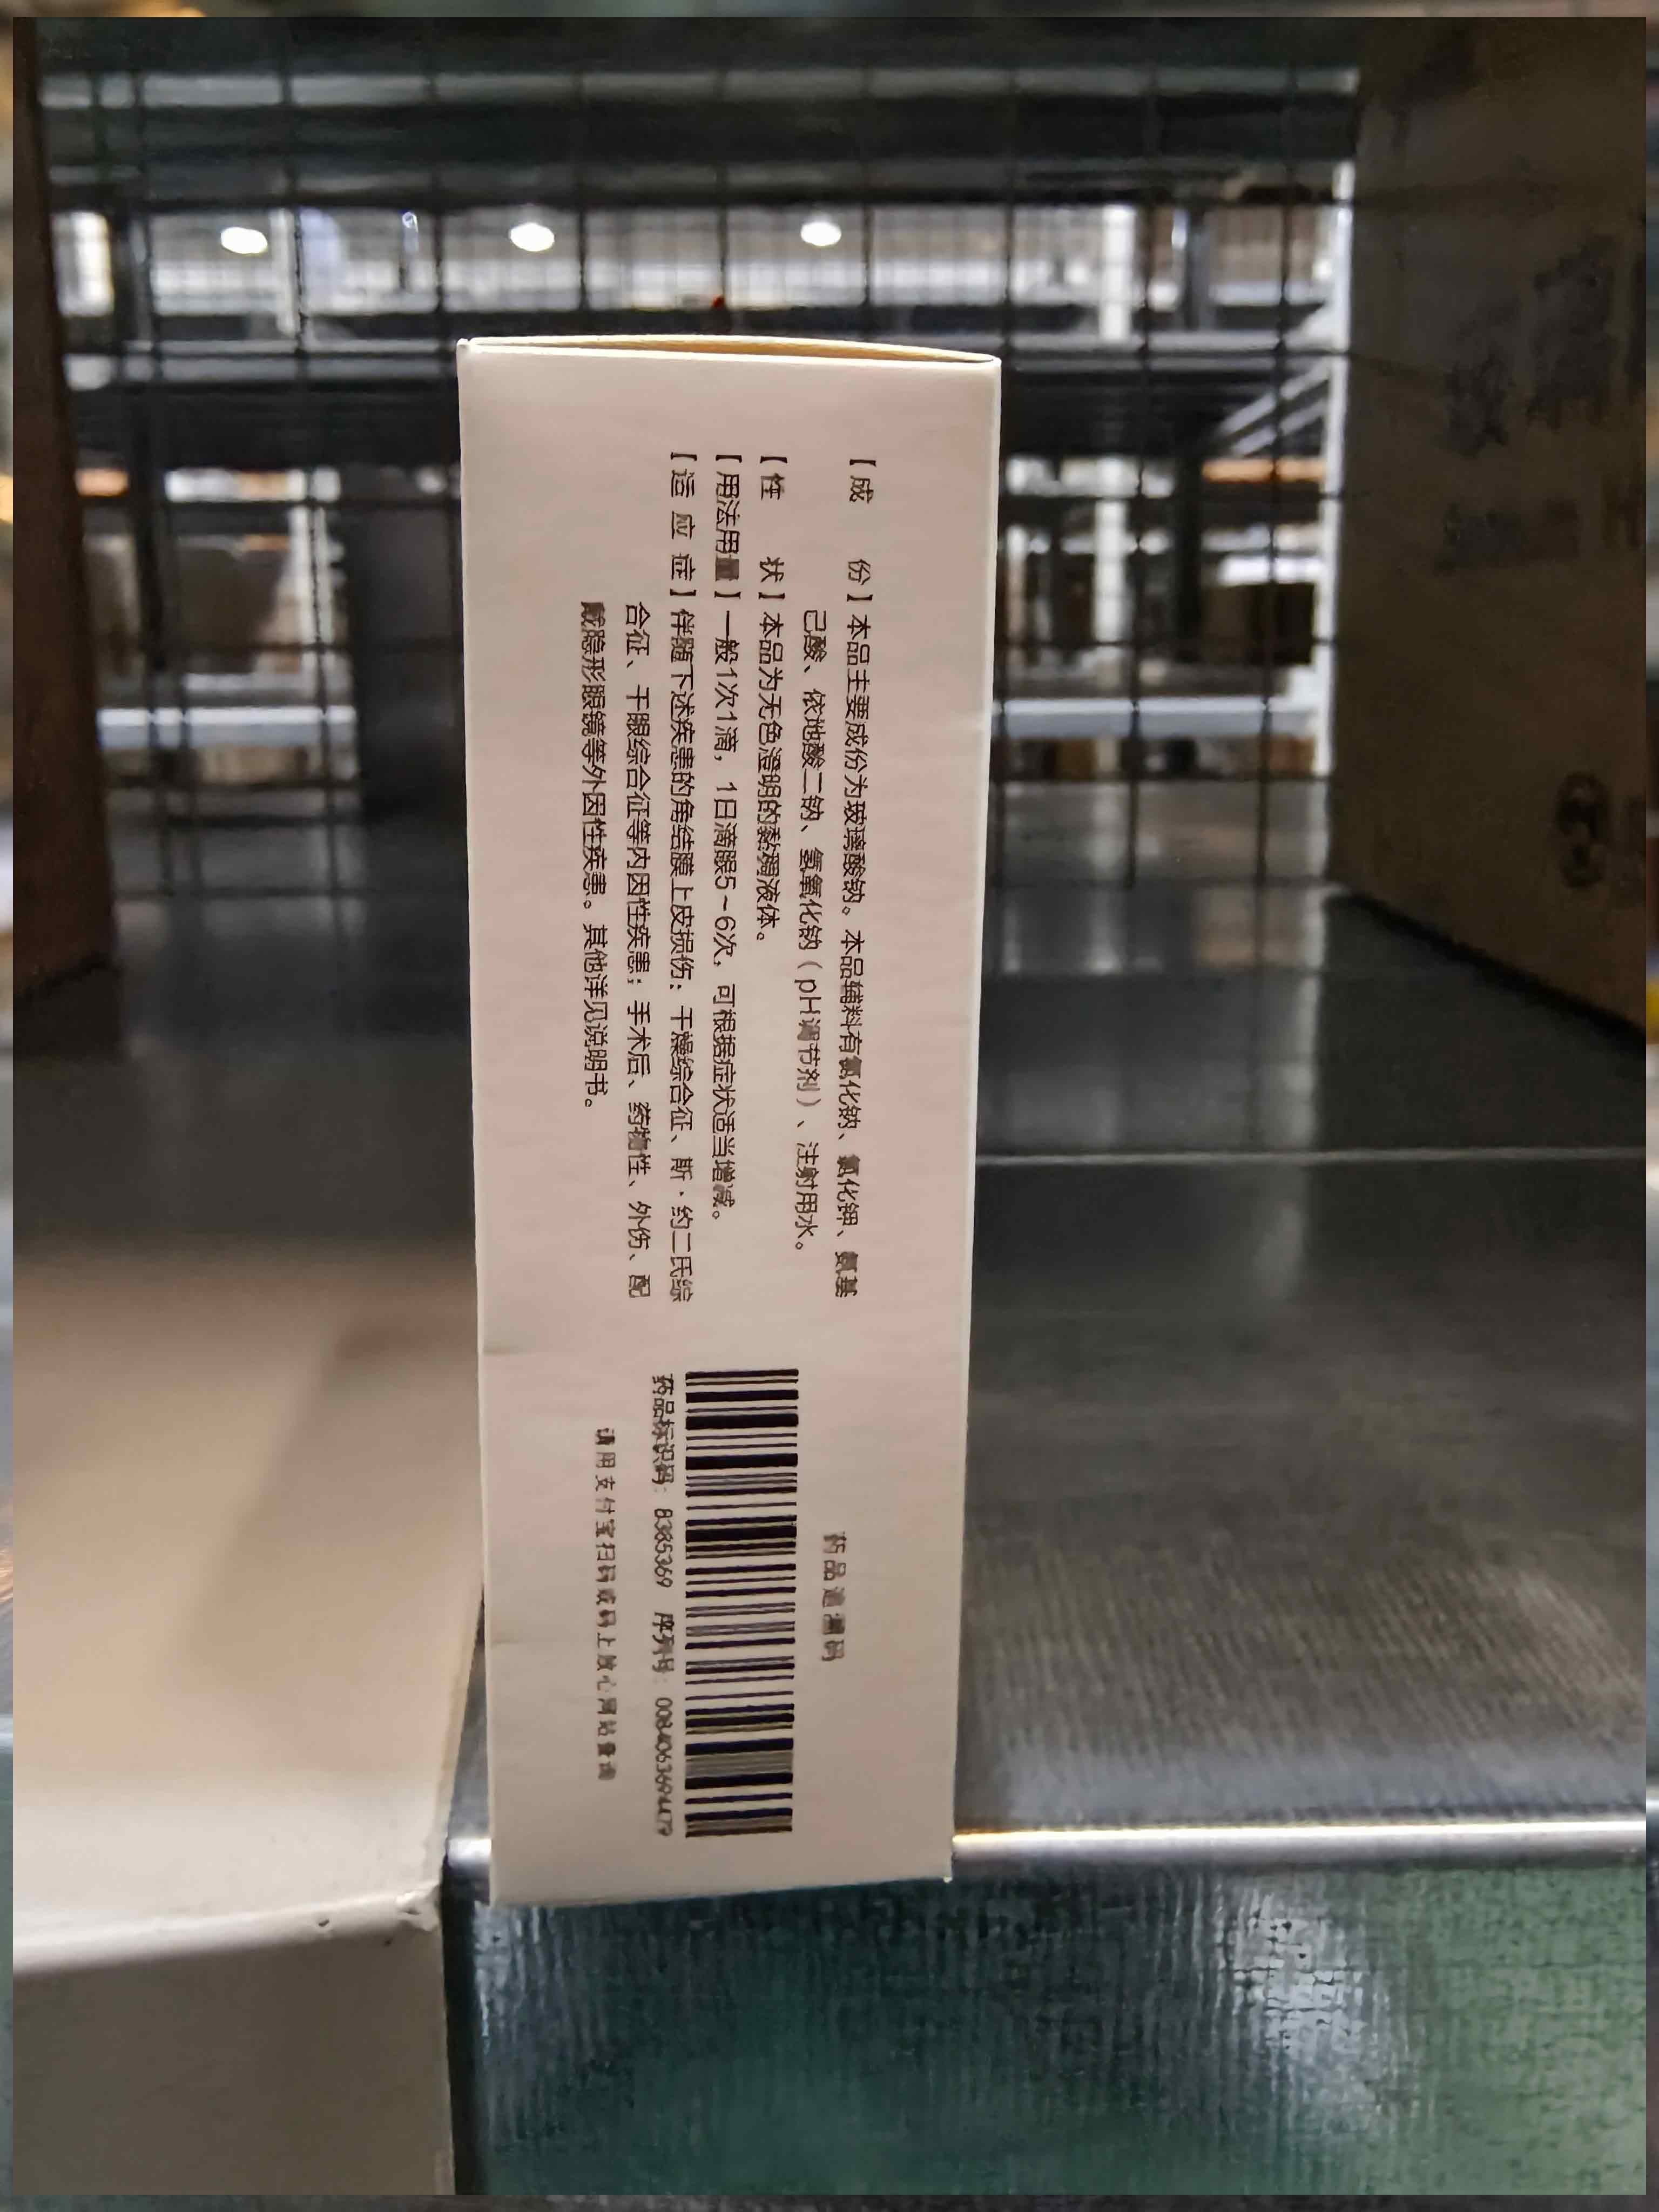 【成 份】本品主要成份为玻璃酸钠。本品辅料有氯化钠、氯化钾、氨基
己酸、依地酸二钠、氢氧化钠（pH调节剂）、注射用水。
【性 状】本品为无色澄明的黏稠液体。
【用法用量】一般1次1滴，1日滴眼5~6次，可根据症状适当增减。
【适 应 症】伴随下述疾患的角结膜上皮损伤：干燥综合征、斯·约二氏综
合征、干眼综合征等内因性疾患；手术后、药物性、外伤、配
戴隐形眼镜等外因性疾患。其他详见说明书。
药品追溯码
药品标识码：8385369 序列号：0084063694479
请用支付宝扫码或码上放心网站查询